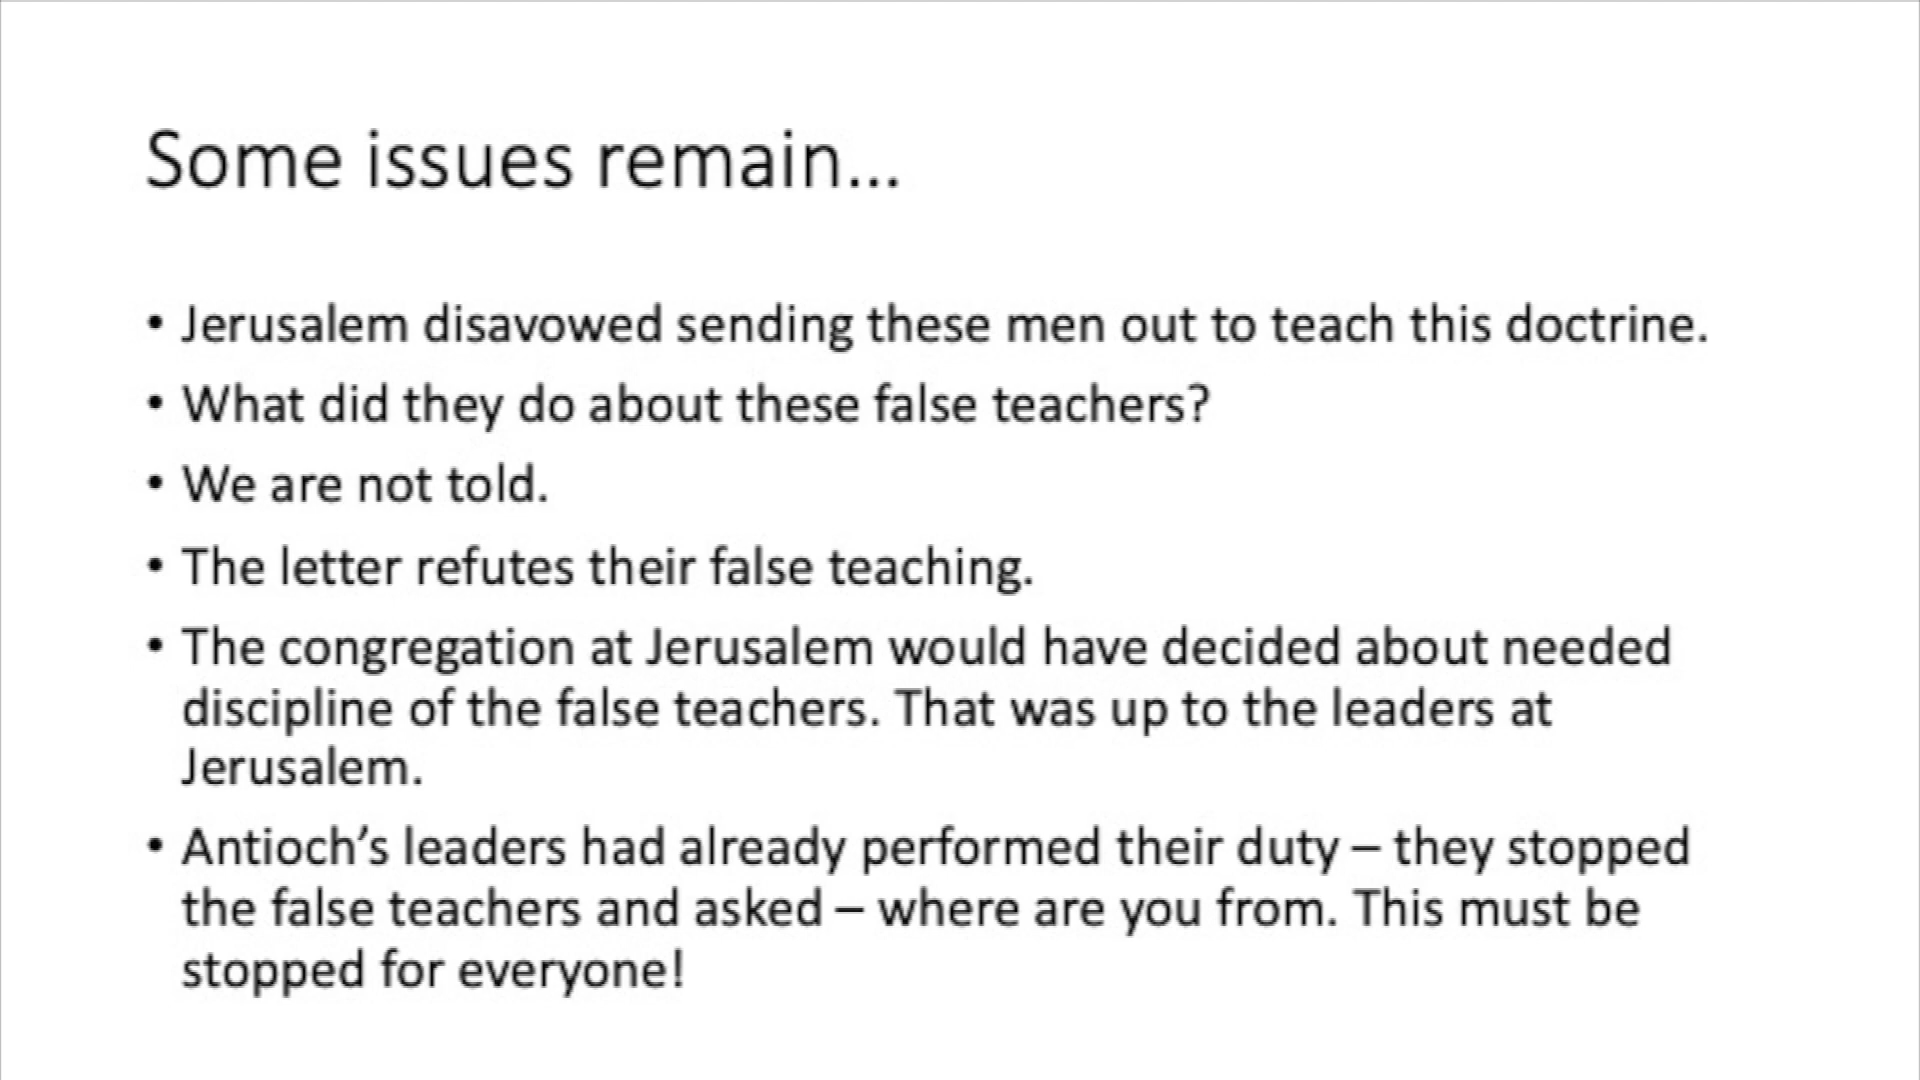 Some issues remain...
• Jerusalem disavowed sending these men out to teach this doctrine.
• What did they do about these false teachers?
• We are not told.
• The letter refutes their false teaching.
• The congregation at Jerusalem would have decided about needed
discipline of the false teachers. That was up to the leaders at
Jerusalem.
• Antioch’s leaders had already performed their duty – they stopped
the false teachers and asked – where are you from. This must be
stopped for everyone!